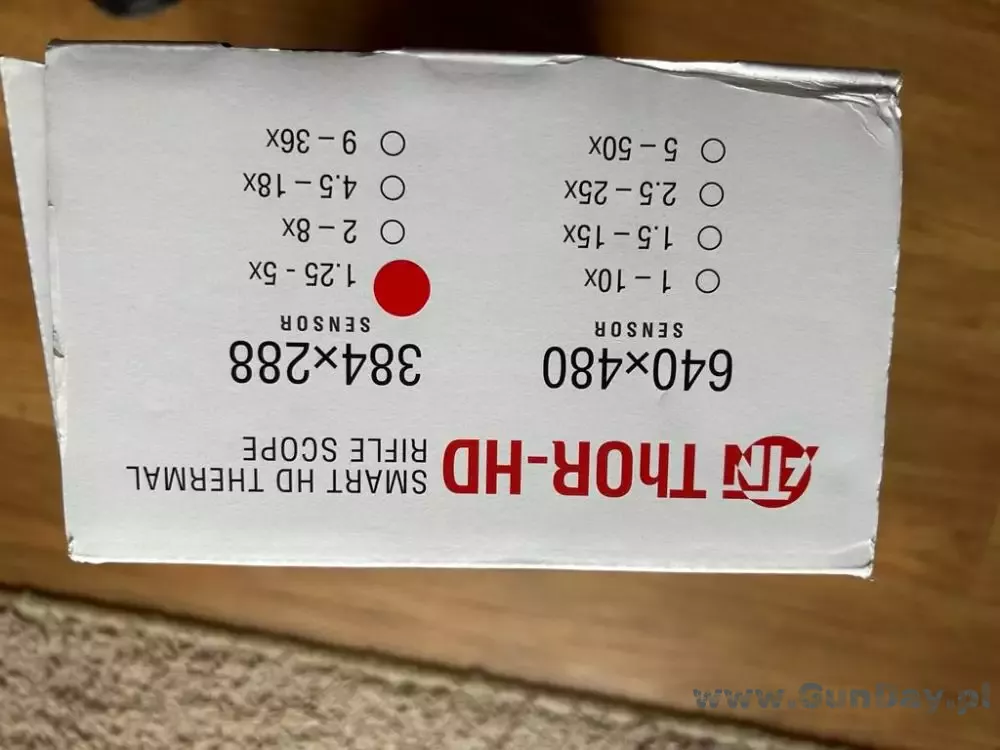 ATN ThOR-HD SMART HD THERMAL
RIFLE SCOPE
640×480
SENSOR
1 – 10x
1.5 – 15x
2.5 – 25x
5 – 50x
384×288
SENSOR
1.25 - 5x
2 – 8x
4.5 – 18x
9 – 36x
www.GunDay.pl